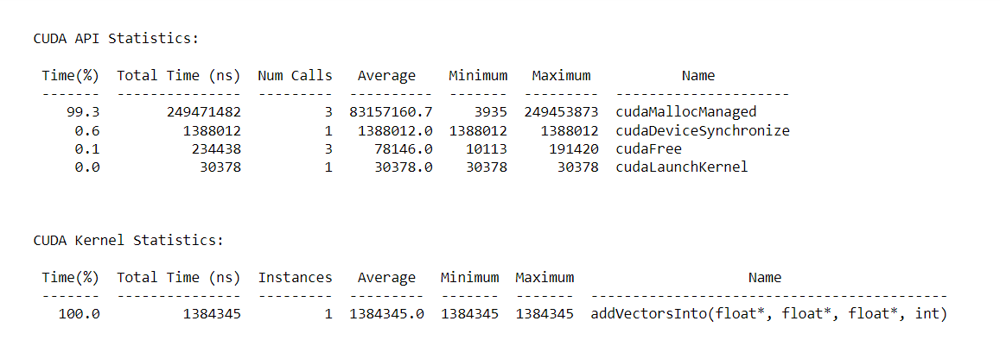 CUDA API Statistics:
Time(%) Total Time (ns) Num Calls Average Minimum Maximum Name
------- --------------- --------- ---------- ------- --------- ---------------------
99.3 249471482 3 83157160.7 3935 249453873 cudaMallocManaged
0.6 1388012 1 1388012.0 1388012 1388012 cudaDeviceSynchronize
0.1 234438 3 78146.0 10113 191420 cudaFree
0.0 30378 1 30378.0 30378 30378 cudaLaunchKernel
CUDA Kernel Statistics:
Time(%) Total Time (ns) Instances Average Minimum Maximum Name
------- --------------- --------- --------- ------- ------- -------------------------------------------
100.0 1384345 1 1384345.0 1384345 1384345 addVectorsInto(float*, float*, float*, int)